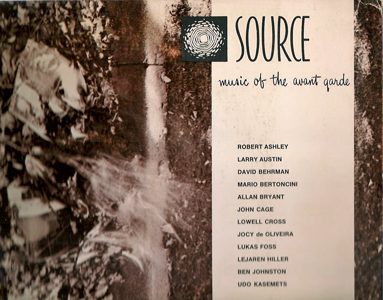 SOURCE
music of the avant garde
ROBERT ASHLEY
LARRY AUSTIN
DAVID BEHRMAN
MARIO BERTONCINI
ALLAN BRYANT
JOHN CAGE
LOWELL CROSS
JOCY de OLIVEIRA
LUKAS FOSS
LEJAREN HILLER
BEN JOHNSTON
UDO KASEMETS